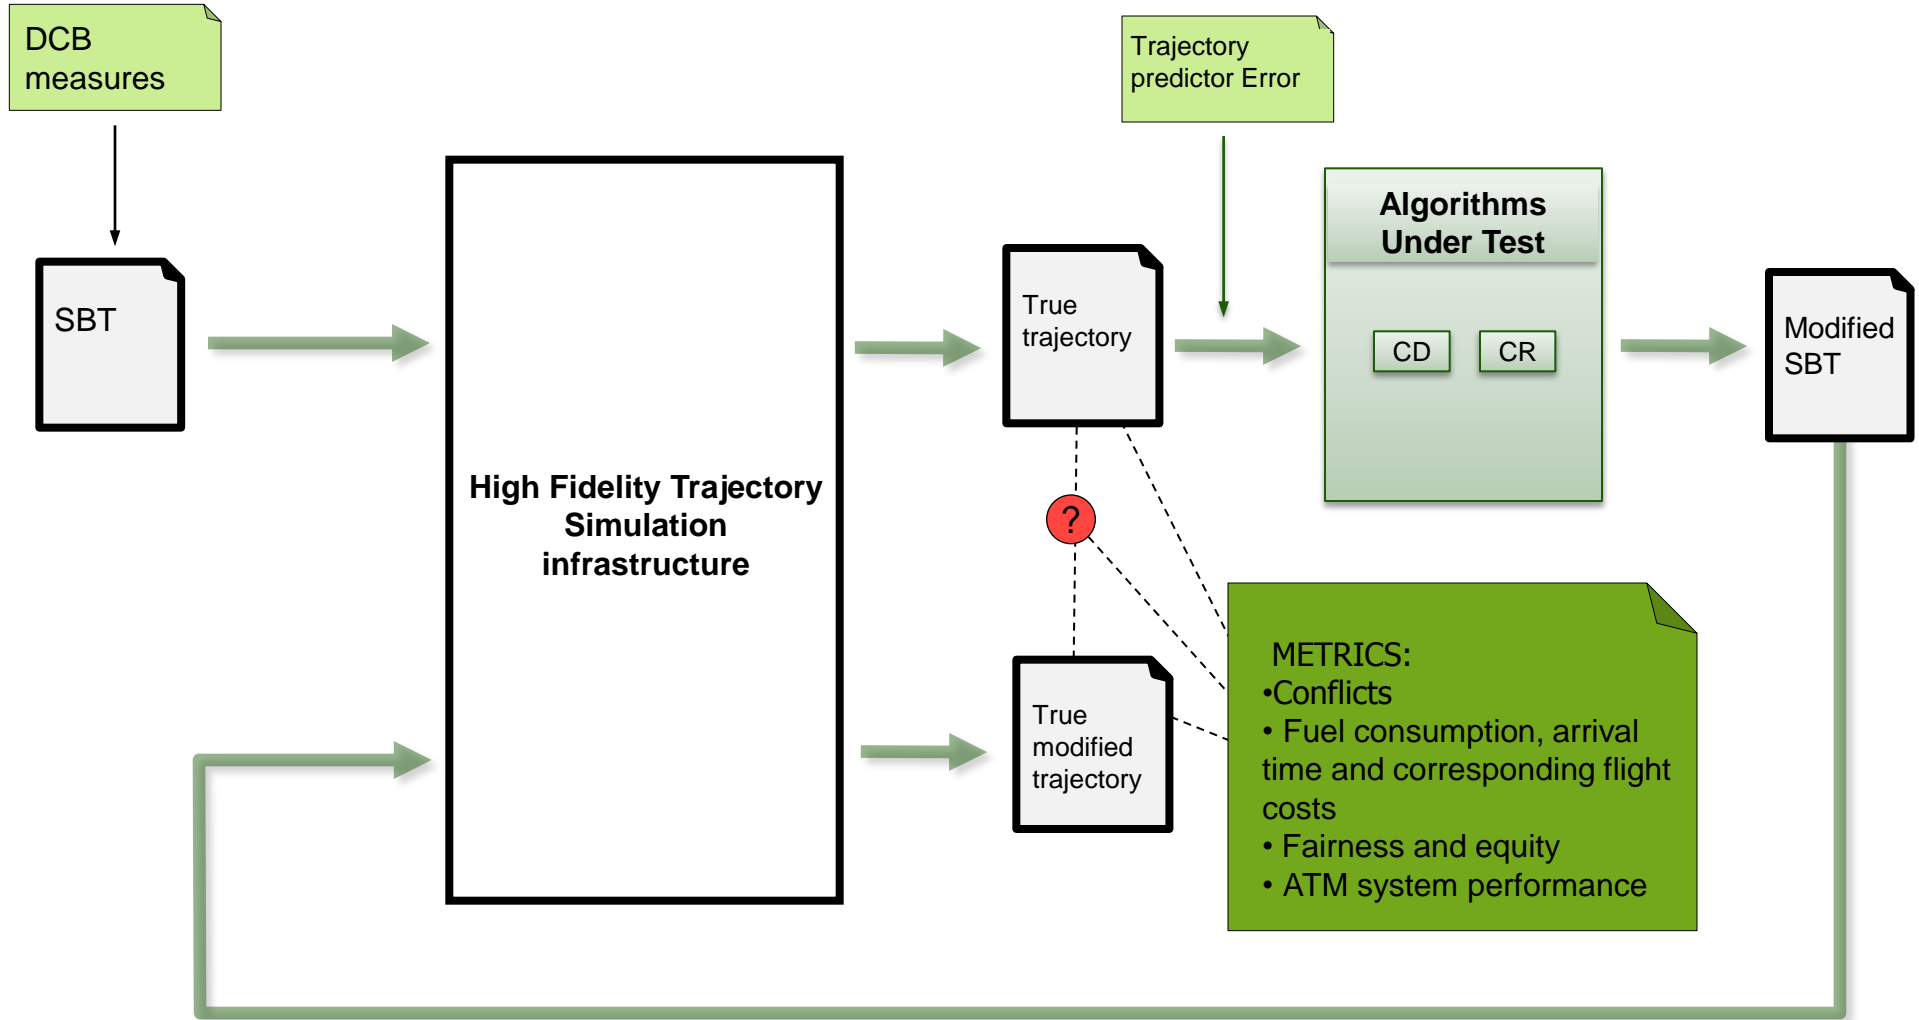 DCB
measures
Trajectory
predictor Error
Algorithms
Under Test
SBT
True
trajectory
CD
CR
Modified
SBT
High Fidelity Trajectory
Simulation
infrastructure
?
True
modified
trajectory
METRICS:
•Conflicts
• Fuel consumption, arrival
time and corresponding flight
costs
• Fairness and equity
• ATM system performance